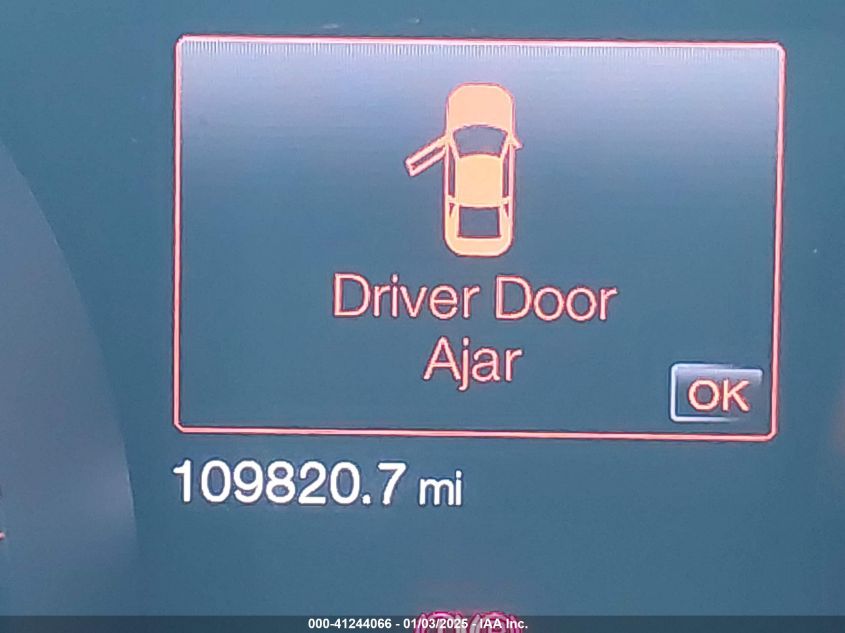 Driver Door
Ajar
OK
109820.7 mi
000-41244066 - 01/03/2025 - IAA Inc.